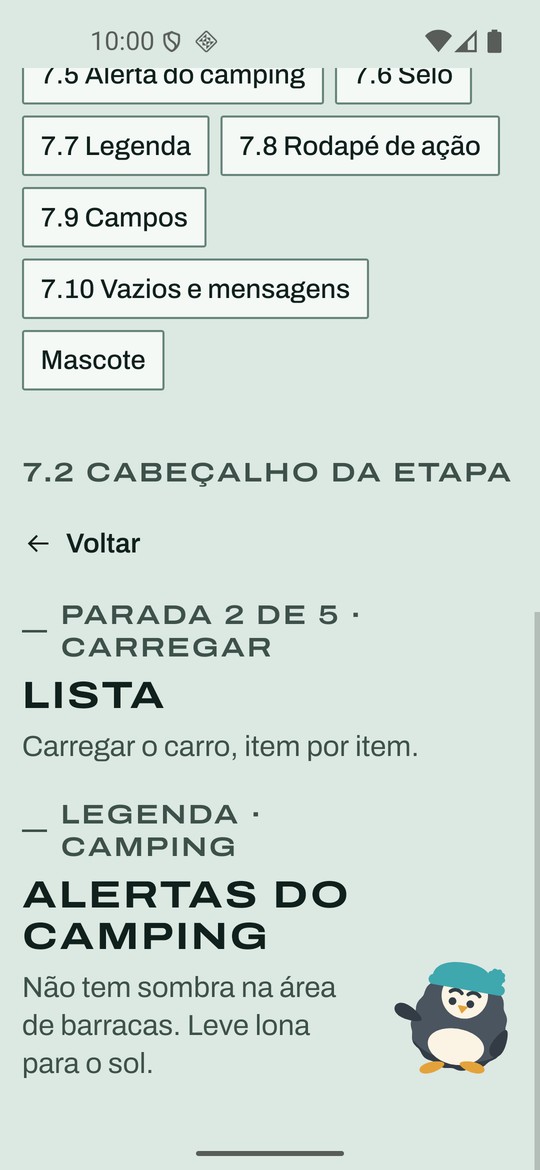 10:00
7.5 Alerta do camping
7.6 Selo
7.7 Legenda
7.8 Rodapé de ação
7.9 Campos
7.10 Vazios e mensagens
Mascote
7.2 CABEÇALHO DA ETAPA
← Voltar
— PARADA 2 DE 5 ·
CARREGAR
LISTA
Carregar o carro, item por item.
— LEGENDA ·
CAMPING
ALERTAS DO
CAMPING
Não tem sombra na área
de barracas. Leve lona
para o sol.